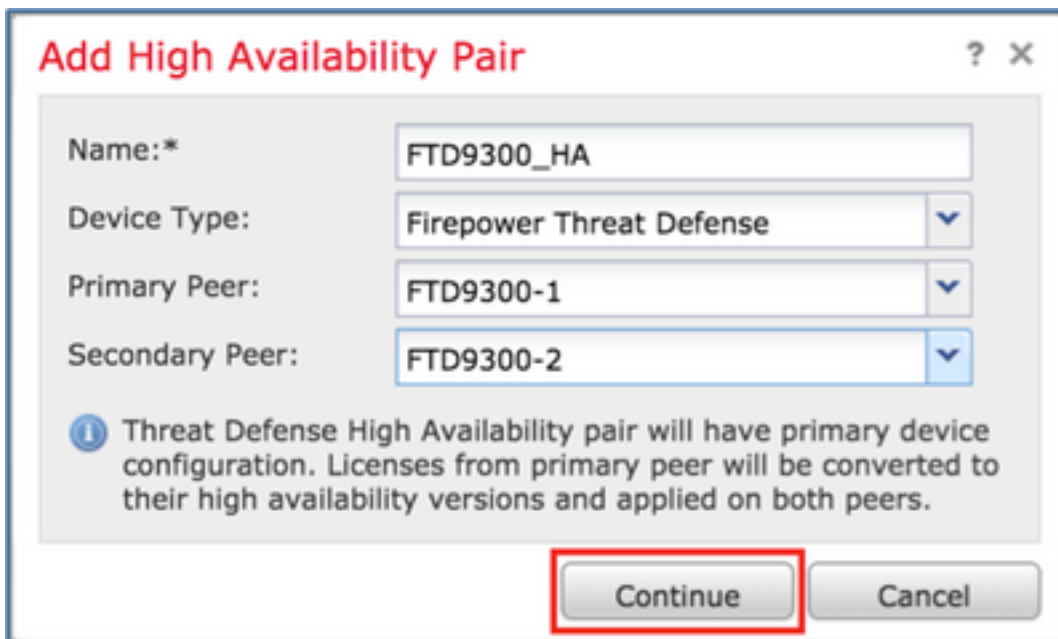 Add High Availability Pair
? ×
Name:* FTD9300_HA
Device Type: Firepower Threat Defense
Primary Peer: FTD9300-1
Secondary Peer: FTD9300-2
i Threat Defense High Availability pair will have primary device
configuration. Licenses from primary peer will be converted to
their high availability versions and applied on both peers.
Continue Cancel